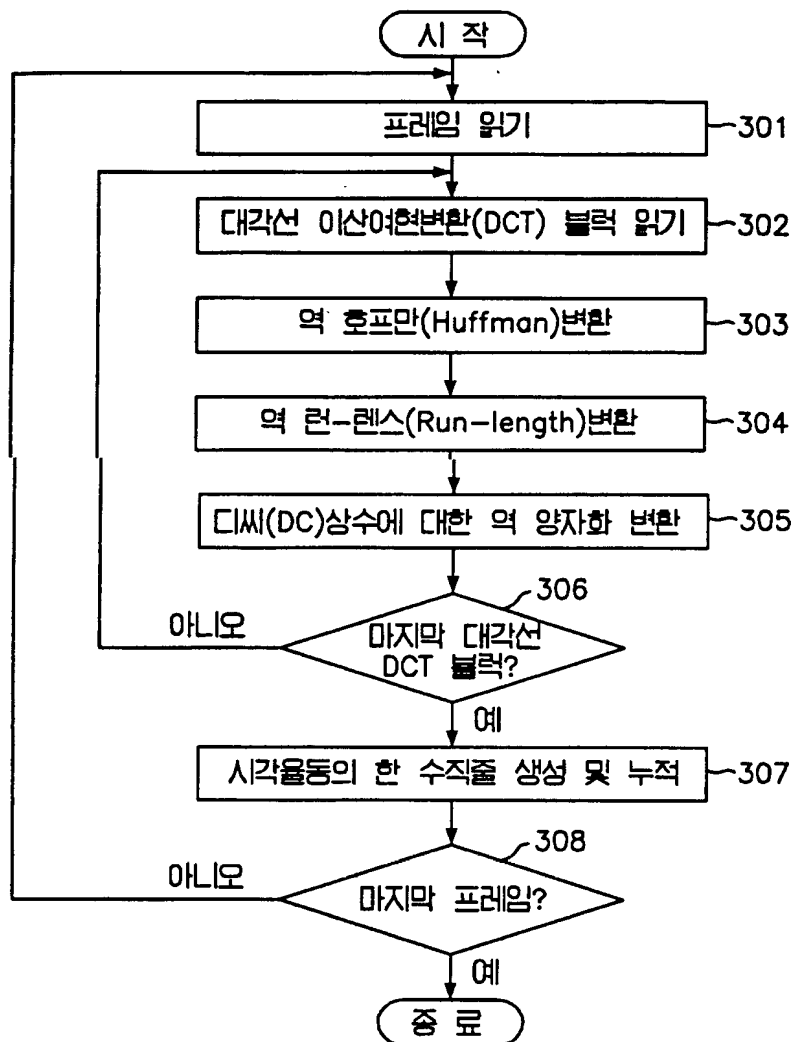 시 작
프레임 읽기
301
대각선 이산여현변환(DCT) 블럭 읽기
302
역 호프만(Huffman)변환
303
역 런-렌스(Run-length)변환
304
디씨(DC)상수에 대한 역 양자화 변환
305
306
아니오
마지막 대각선
DCT 블럭?
예
시각율동의 한 수직줄 생성 및 누적
307
308
아니오
마지막 프레임?
예
종 료